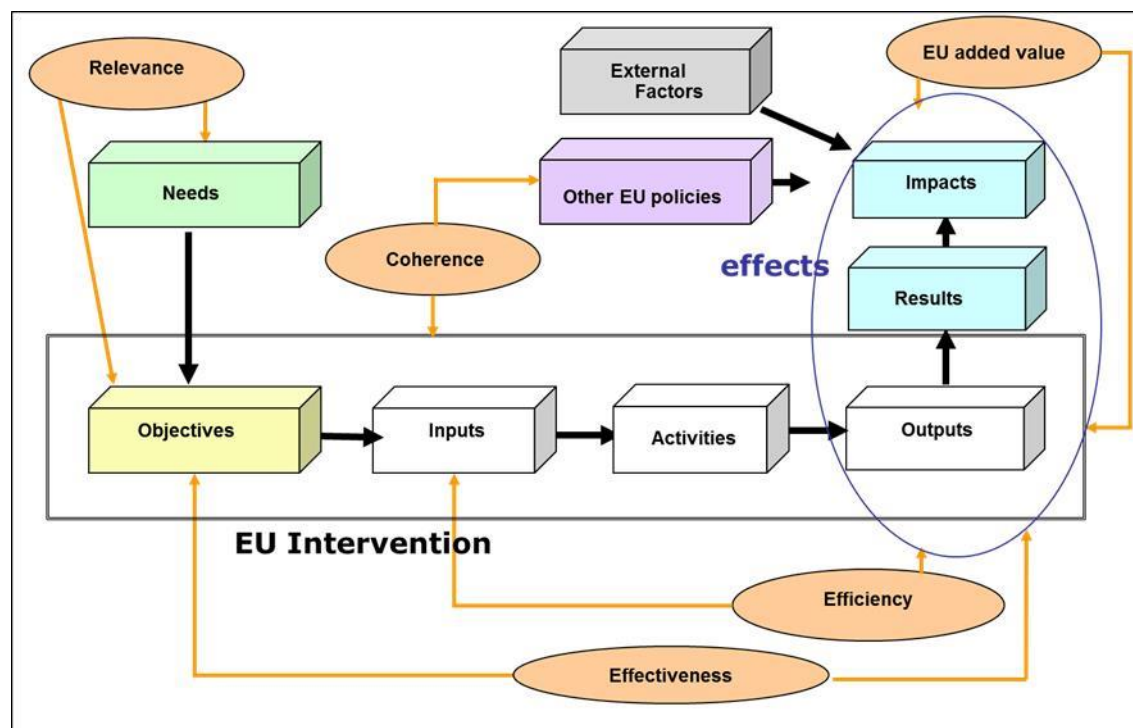 Relevance
External
Factors
EU added value
Needs
Other EU policies
Impacts
Coherence
effects
Results
Objectives
Inputs
Activities
Outputs
EU Intervention
Efficiency
Effectiveness